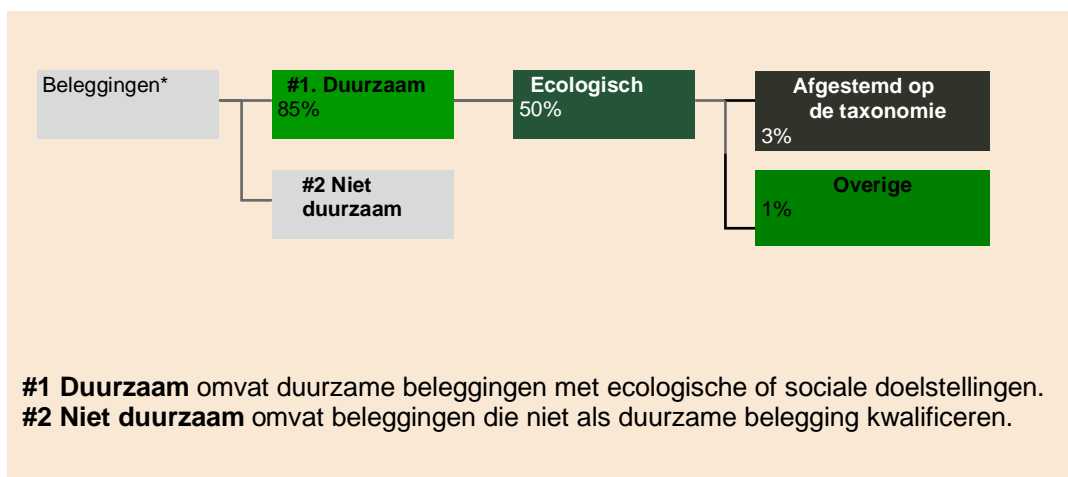 Beleggingen*
#1. Duurzaam
85%
Ecologisch
50%
Afgestemd op
de taxonomie
3%
#2 Niet
duurzaam
Overige
1%
#1 Duurzaam omvat duurzame beleggingen met ecologische of sociale doelstellingen.
#2 Niet duurzaam omvat beleggingen die niet als duurzame belegging kwalificeren.